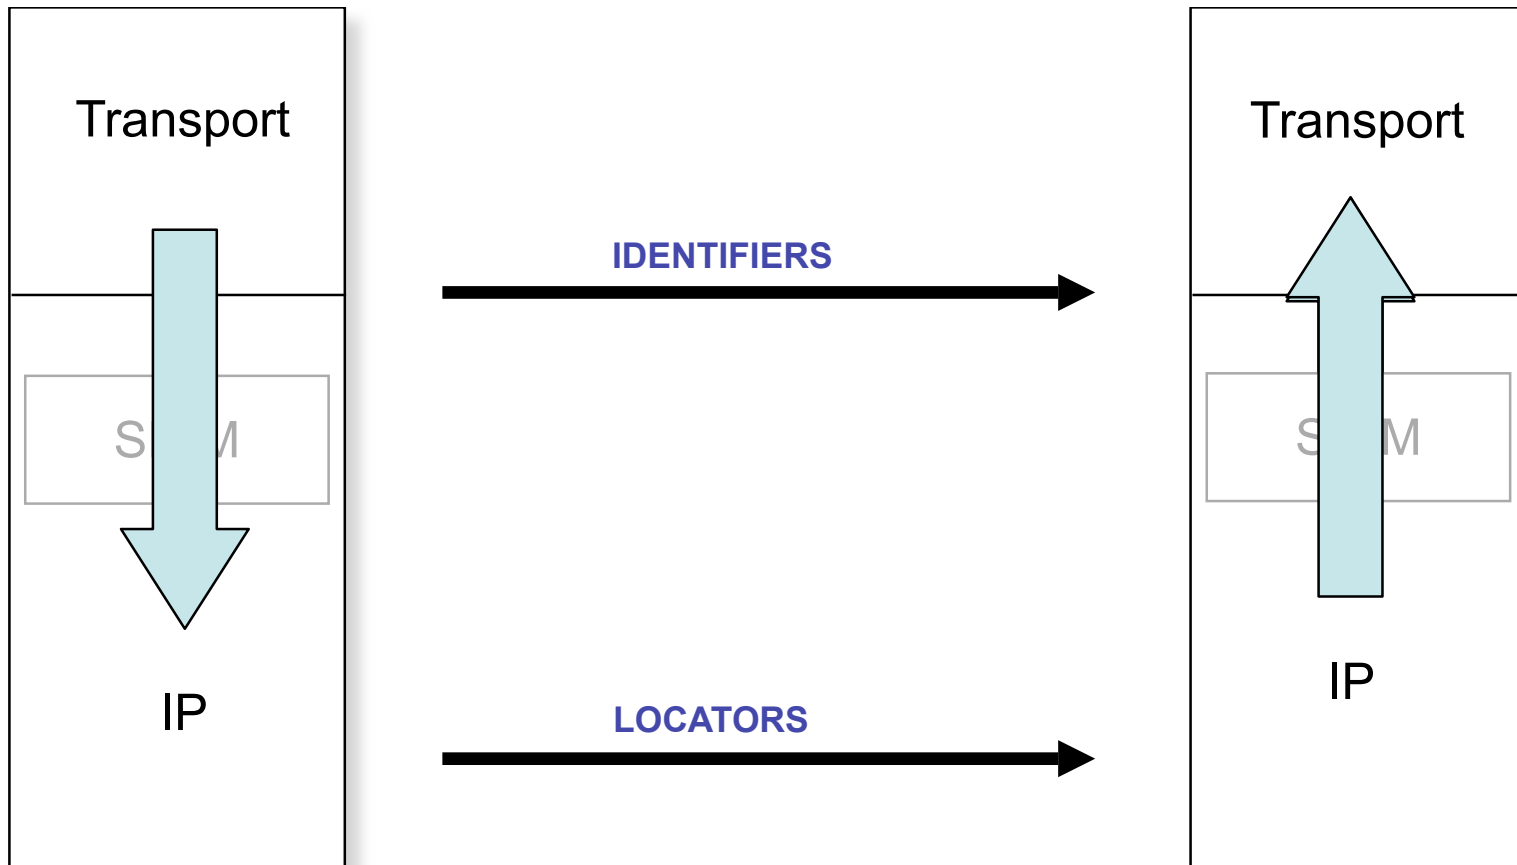 Transport
Transport
IDENTIFIERS
IP
IP
LOCATORS